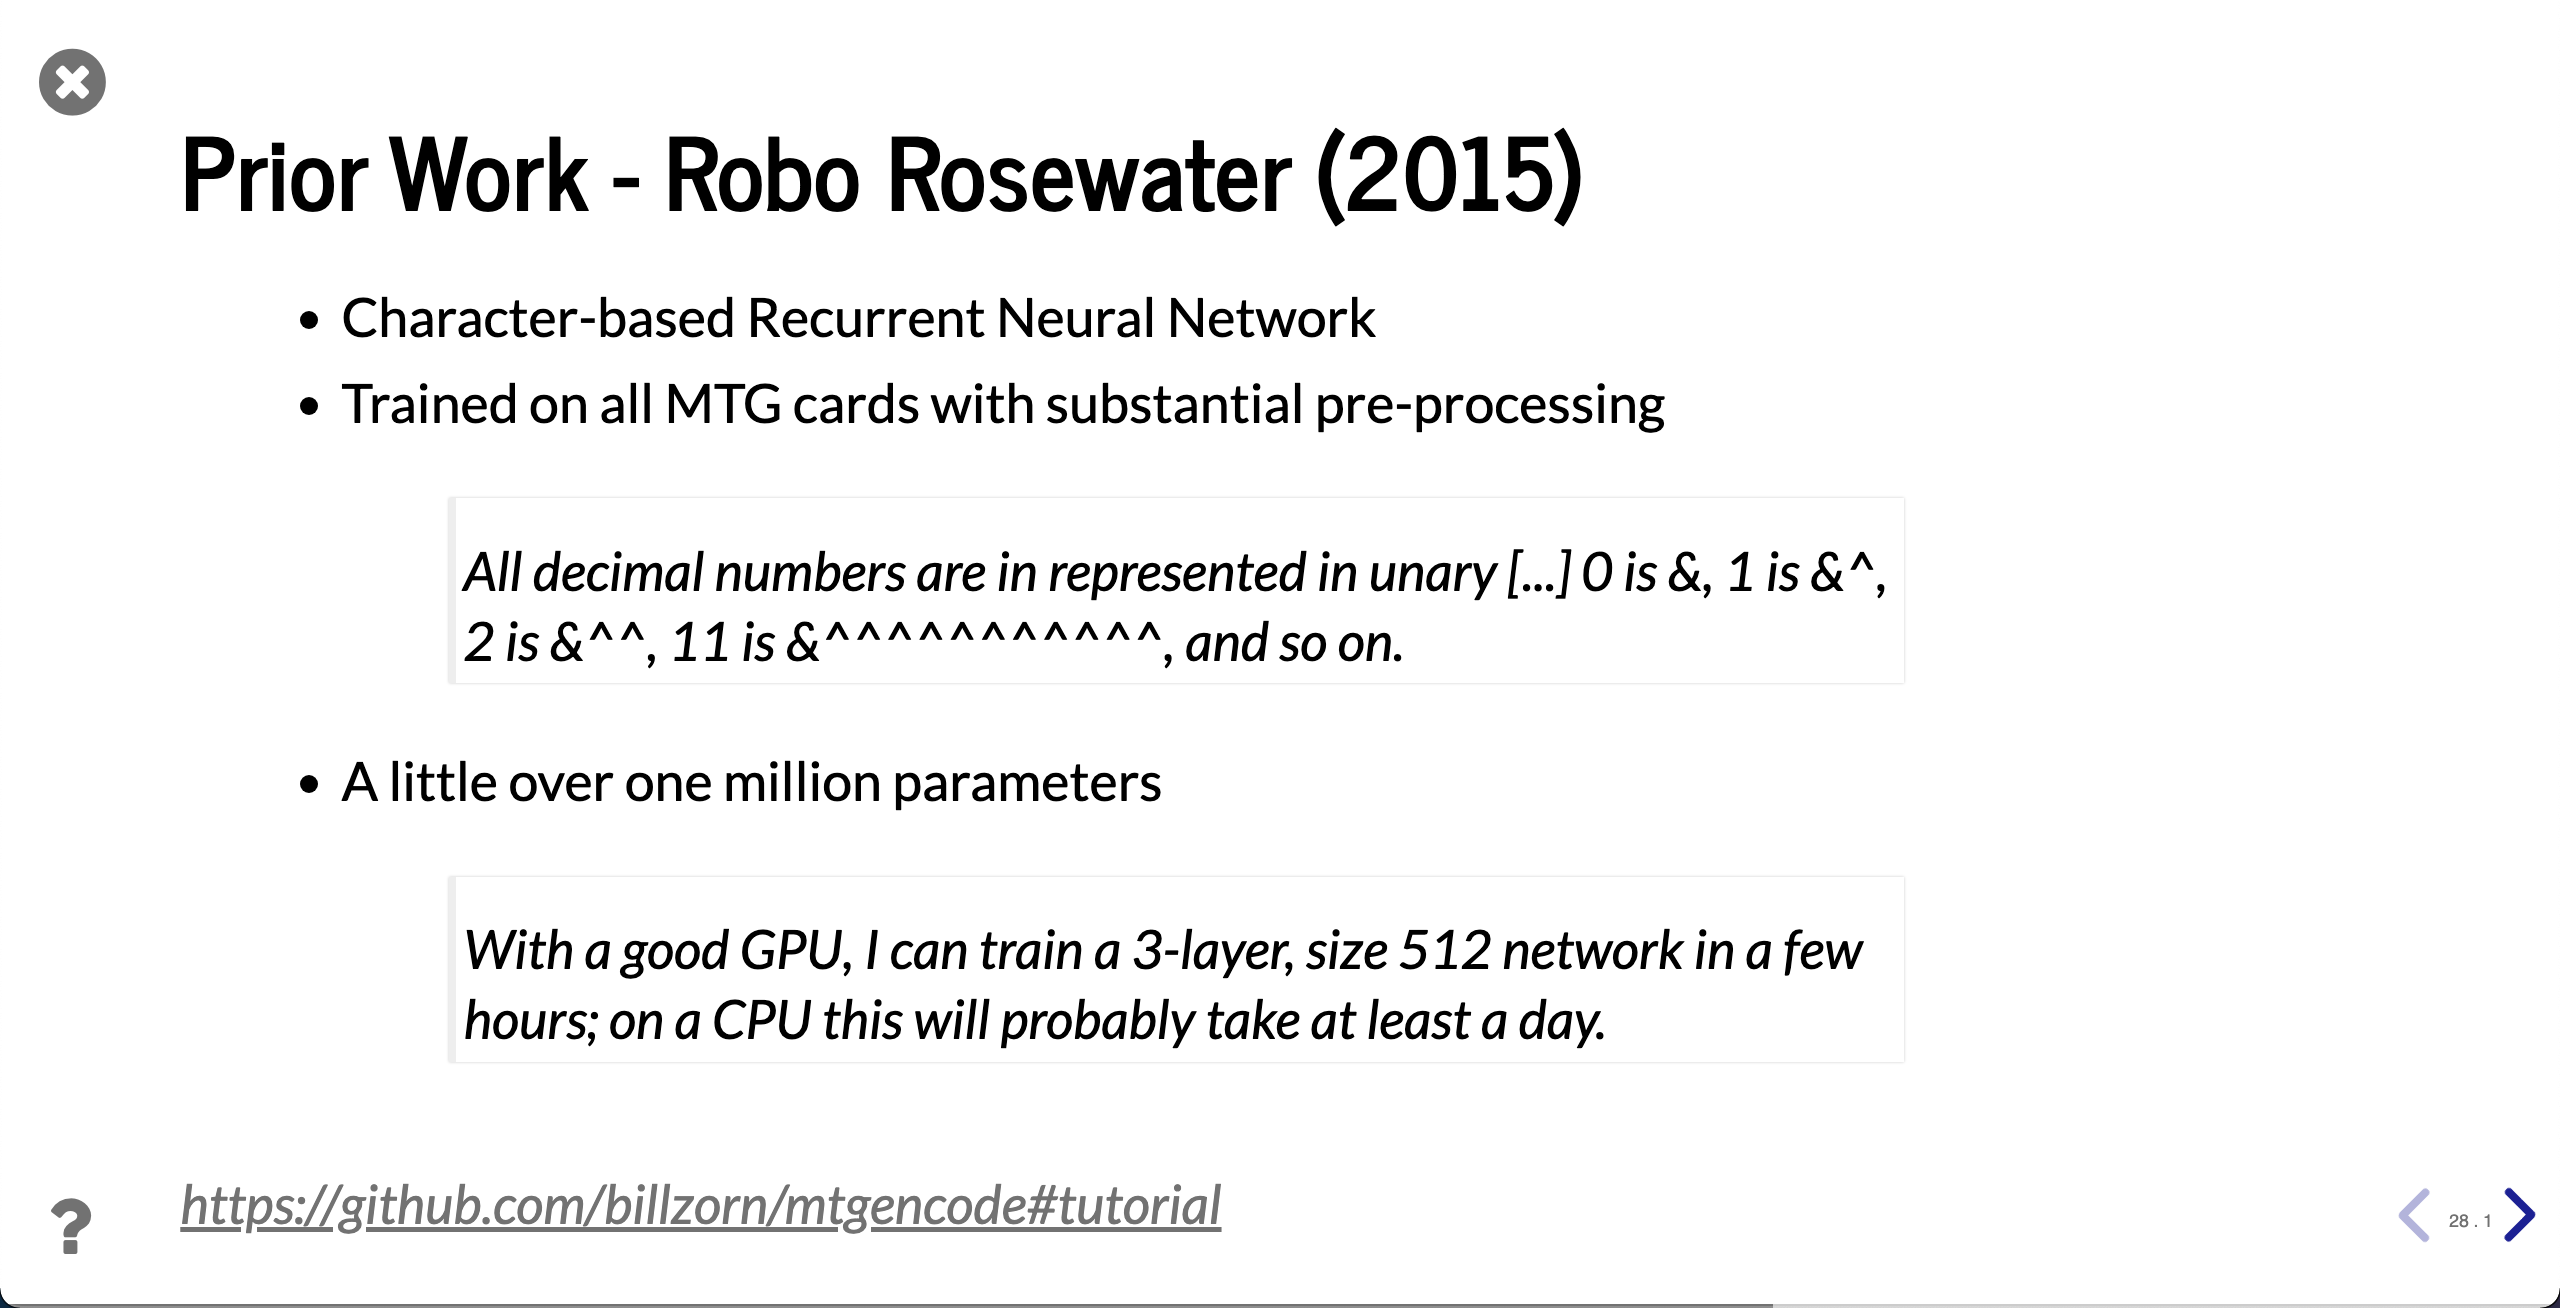 Prior Work - Robo Rosewater (2015)
• Character-based Recurrent Neural Network
• Trained on all MTG cards with substantial pre-processing
All decimal numbers are in represented in unary [...] 0 is &, 1 is &^,
2 is &^^, 11 is &^^^^^^^^^^^, and so on.
• A little over one million parameters
With a good GPU, I can train a 3-layer, size 512 network in a few
hours; on a CPU this will probably take at least a day.
https://github.com/billzorn/mtgencode#tutorial
?
28 . 1